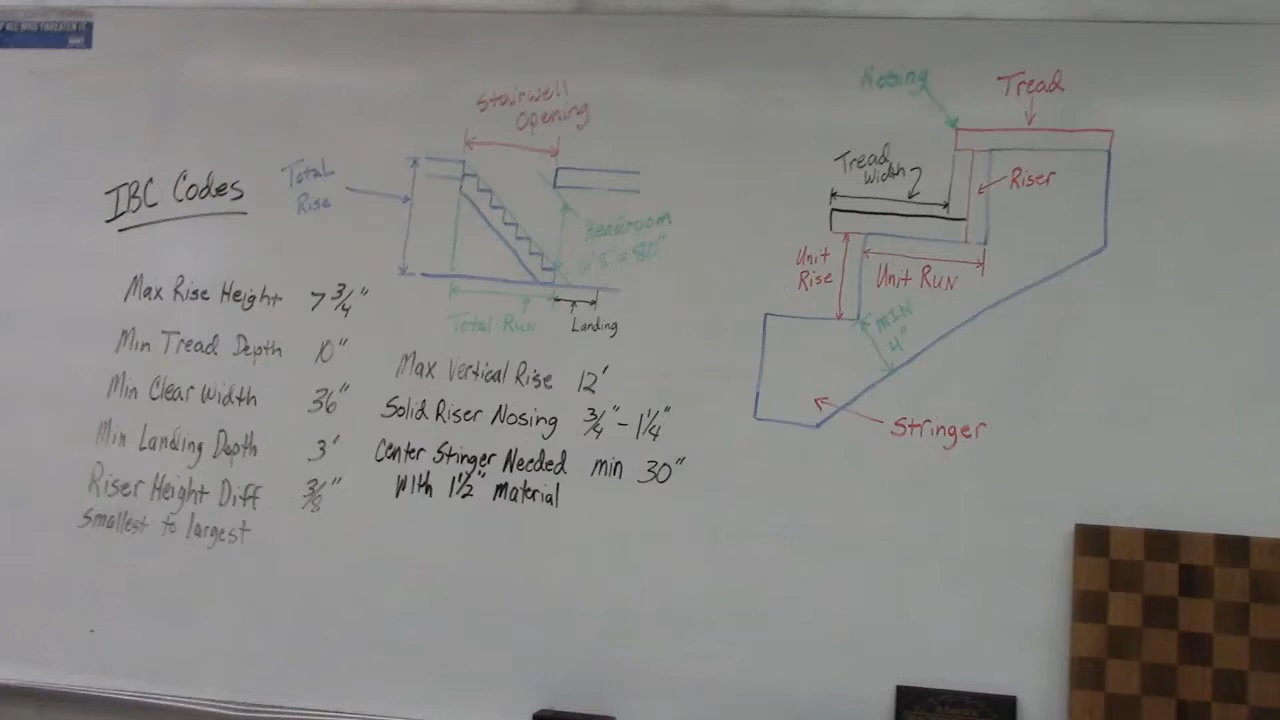 IBC Codes
Max Rise Height 7 3/4"
Min Tread Depth 10"
Min Clear Width 36"
Min Landing Depth 3'
Riser Height Diff 3/8"
Smallest to largest
Stairwell
Opening
Total
Rise
Headroom
6'8" = 80"
Total Run
Landing
Max Vertical Rise 12'
Solid Riser Nosing 3/4" - 1 1/4"
Center Stinger Needed min 30"
With 1 1/2" Material
Nosing
Tread
Tread
Width
Riser
Unit
Rise
Unit Run
MIN
4"
Stringer